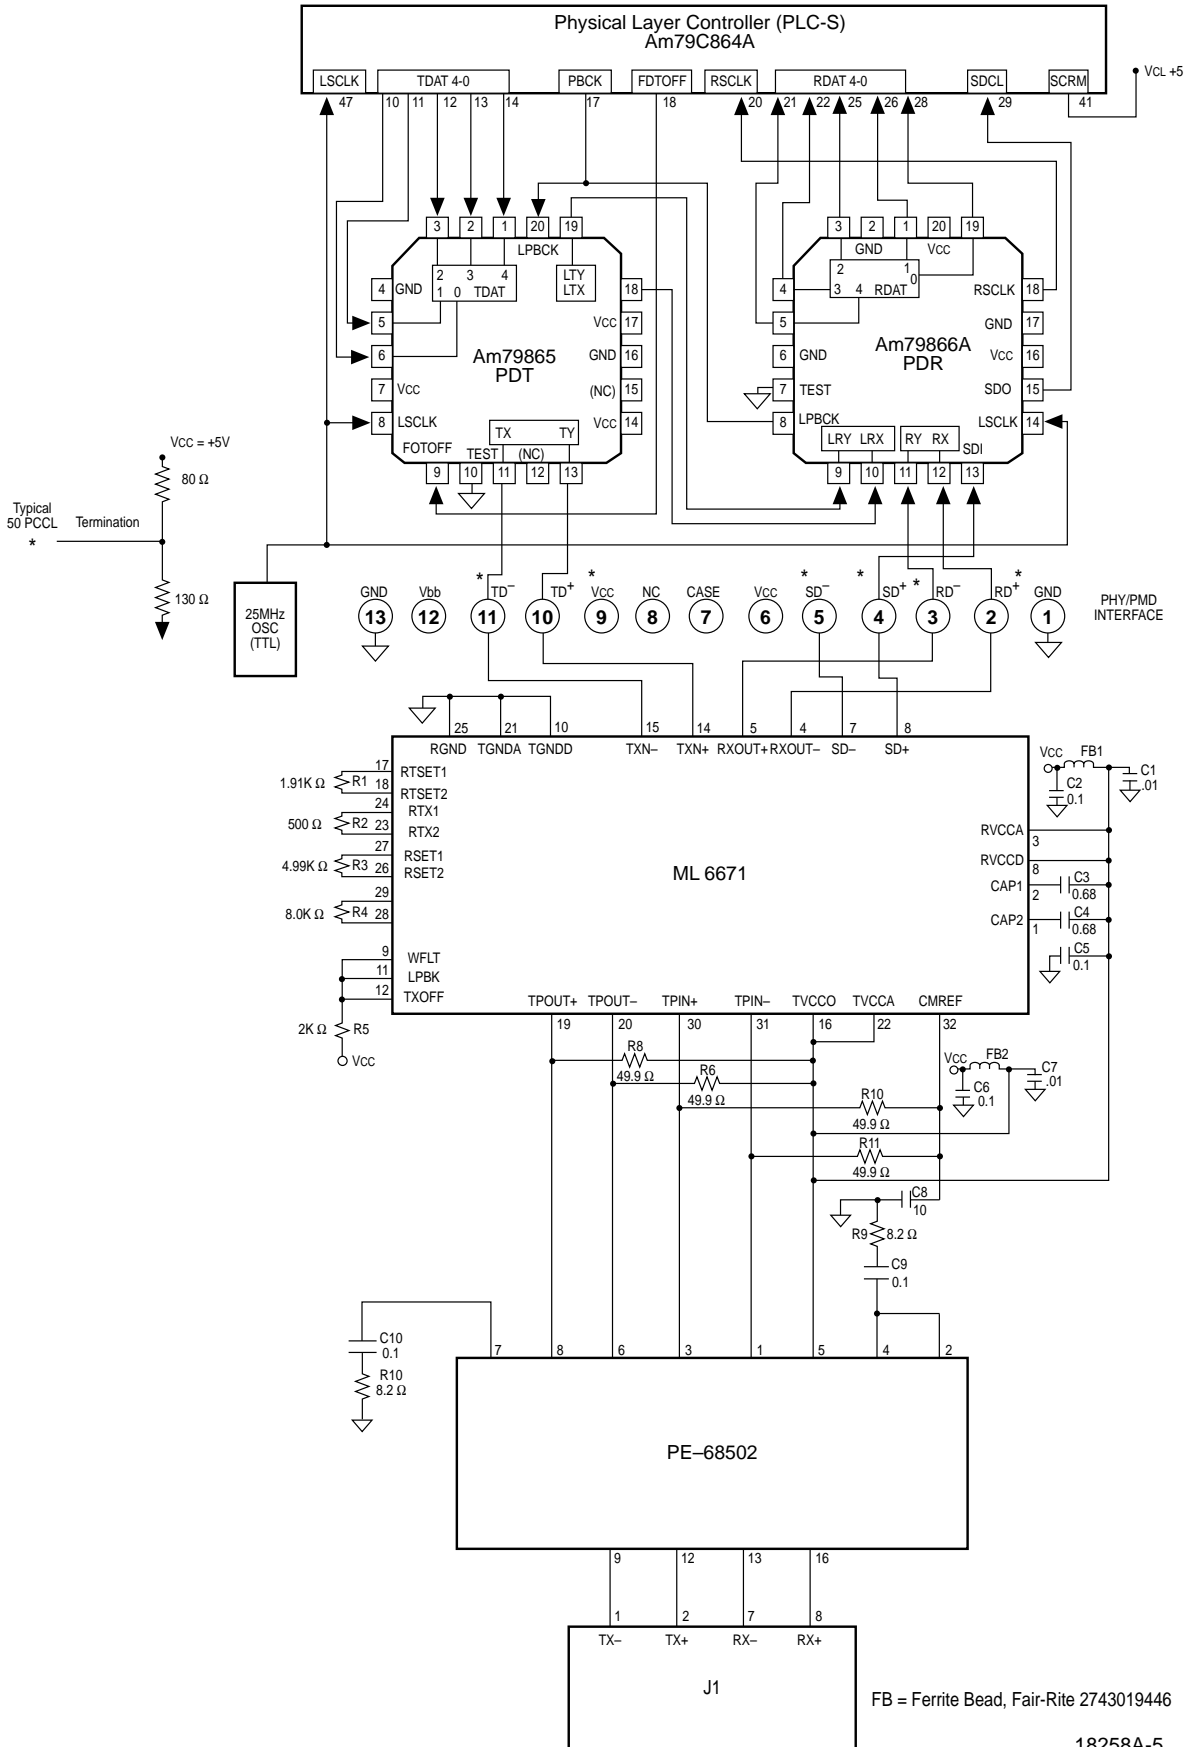 Physical Layer Controller (PLC-S)
Am79C864A
LSCLK TDAT 4-0 PBCK FDTOFF RSCLK RDAT 4-0 SDCL SCRM
VCL +5
47 10 11 12 13 14 17 18 20 21 22 25 26 28 29 41
3 2 1 20 19
LPBCK
2 3 4
1 0 TDAT
LTY
LTX
4 GND
5
6
7 VCC
8 LSCLK
Am79865
PDT
18
VCC 17
GND 16
(NC) 15
VCC 14
TX TY
FOTOFF TEST (NC)
9 10 11 12 13
3 2 1 20 19
GND VCC
2 1 0
3 4 RDAT
4
5
6 GND
7 TEST
8 LPBCK
Am79866A
PDR
RSCLK 18
GND 17
VCC 16
SDO 15
LSCLK 14
LRY LRX RY RX
SDI
9 10 11 12 13
VCC = +5V
80 Ω
Typical
50 PCCL
*
Termination
130 Ω
25MHz
OSC
(TTL)
GND Vbb * TD– TD+ * VCC NC CASE VCC * SD– * SD+ * RD– RD+ * GND
13 12 11 10 9 8 7 6 5 4 3 2 1
PHY/PMD
INTERFACE
25 21 10 15 14 5 4 7 8
RGND TGNDA TGNDD TXN– TXN+ RXOUT+ RXOUT– SD– SD+
1.91K Ω R1
17 RTSET1
18 RTSET2
500 Ω R2
24 RTX1
23 RTX2
4.99K Ω R3
27 RSET1
26 RSET2
8.0K Ω R4
29
28
9 WFLT
11 LPBK
12 TXOFF
2K Ω R5
VCC
ML 6671
VCC FB1
C2
0.1
C1
.01
RVCCA 3
RVCCD 8
CAP1 2
C3
0.68
CAP2 1
C4
0.68
C5
0.1
TPOUT+ TPOUT– TPIN+ TPIN– TVCCO TVCCA CMREF
19 20 30 31 16 22 32
R8
49.9 Ω
R6
49.9 Ω
R10
49.9 Ω
R11
49.9 Ω
VCC FB2
C6
0.1
C7
.01
C8
10
R9 8.2 Ω
C9
0.1
C10
0.1
R10
8.2 Ω
7 8 6 3 1 5 4 2
PE–68502
9 12 13 16
1 2 7 8
TX– TX+ RX– RX+
J1
FB = Ferrite Bead, Fair-Rite 2743019446
18258A-5